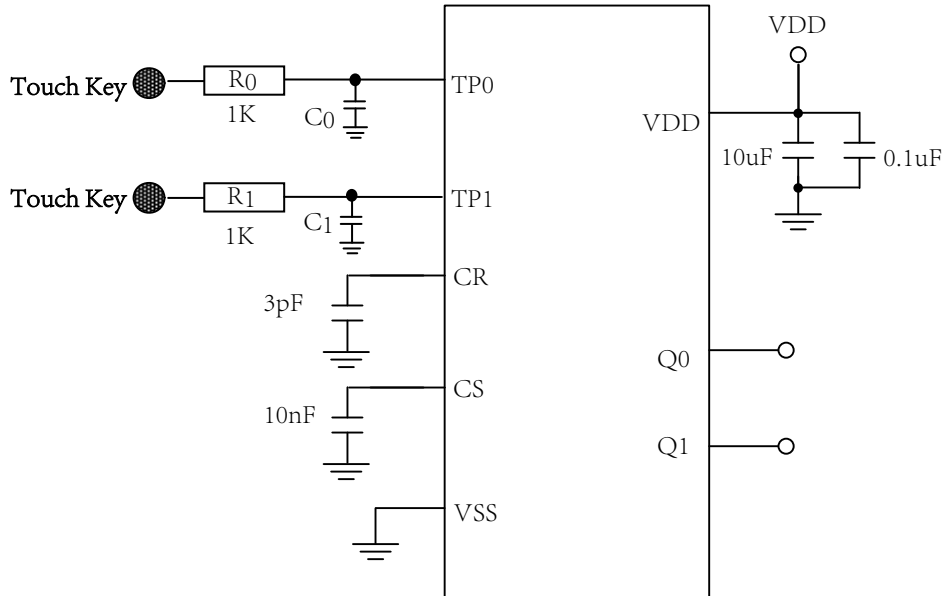 VDD
Touch Key
R0
TP0
1K
C0
VDD
10uF
0.1uF
Touch Key
R1
TP1
1K
C1
CR
3pF
Q0
CS
10nF
Q1
VSS